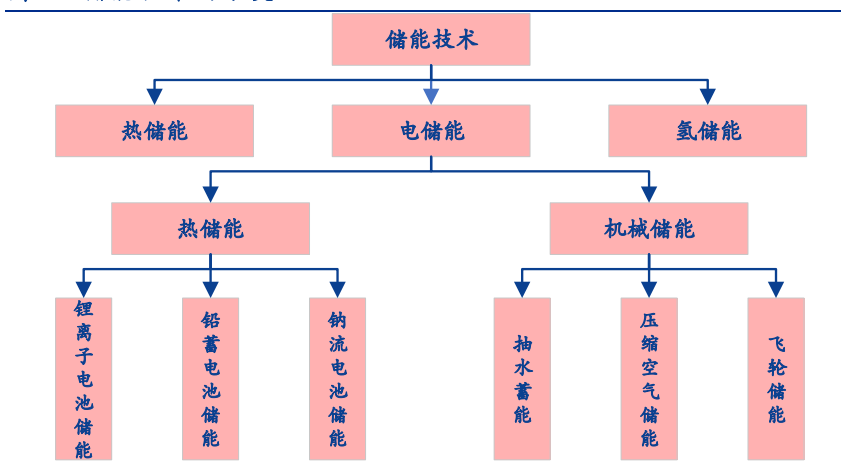 储能技术
热储能
电储能
氢储能
热储能
机械储能
锂离子电池储能
铅蓄电池储能
钠流电池储能
抽水蓄能
压缩空气储能
飞轮储能